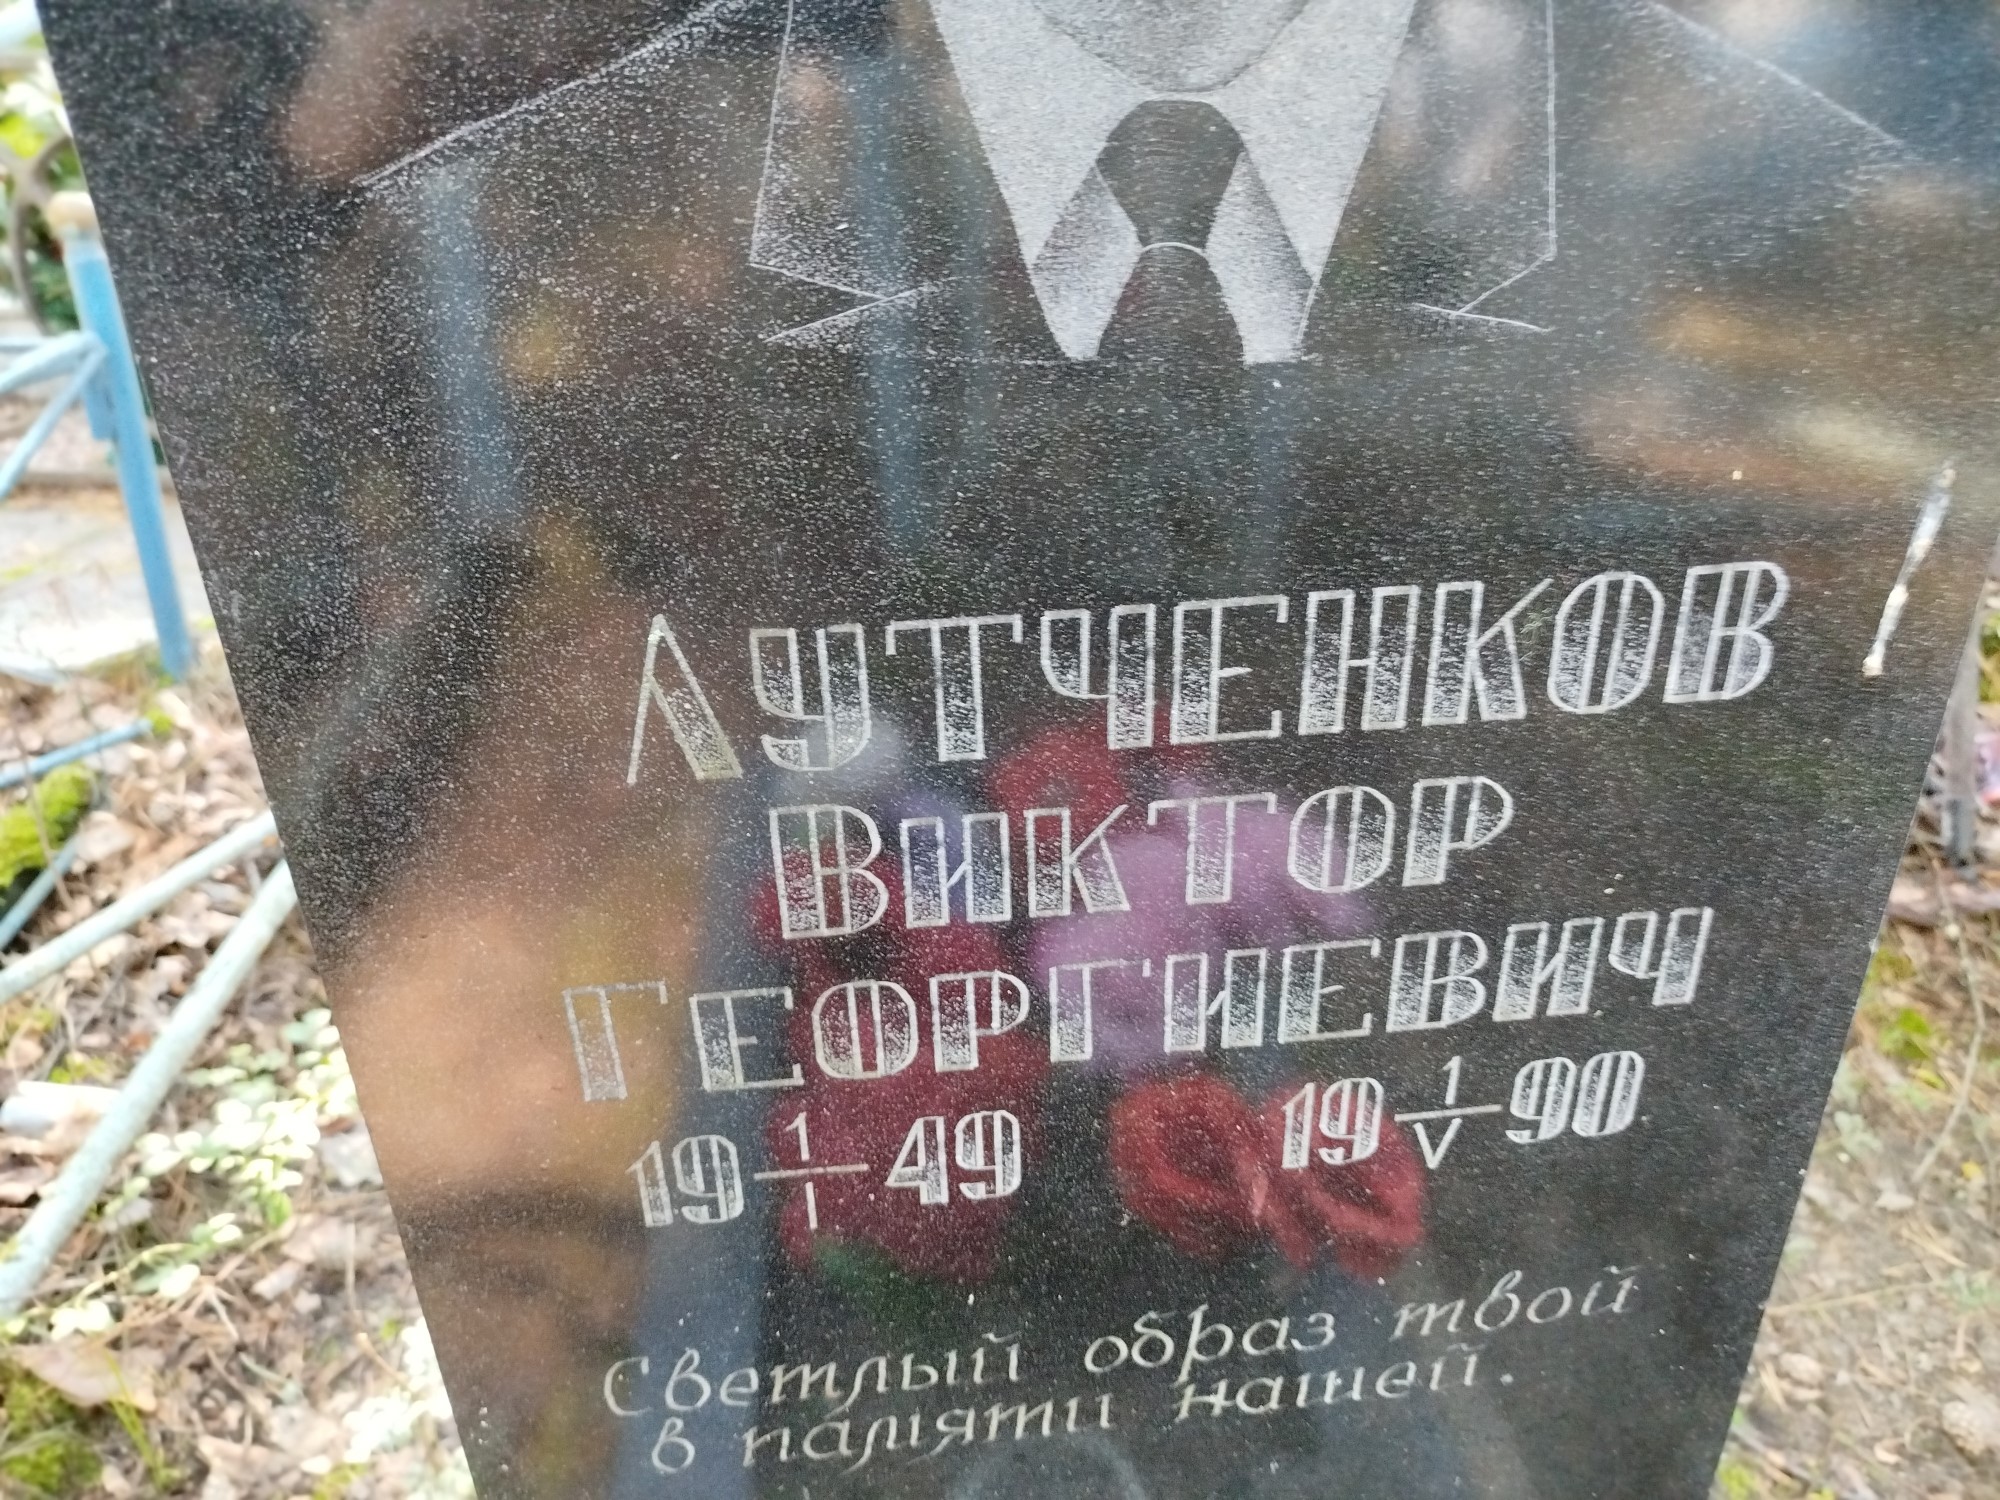 ЛУТЧЕНКОВ
ВИКТОР
ГЕОРГИЕВИЧ
19 1/I 49 19 1/V 90
Светлый образ твой
в памяти нашей.